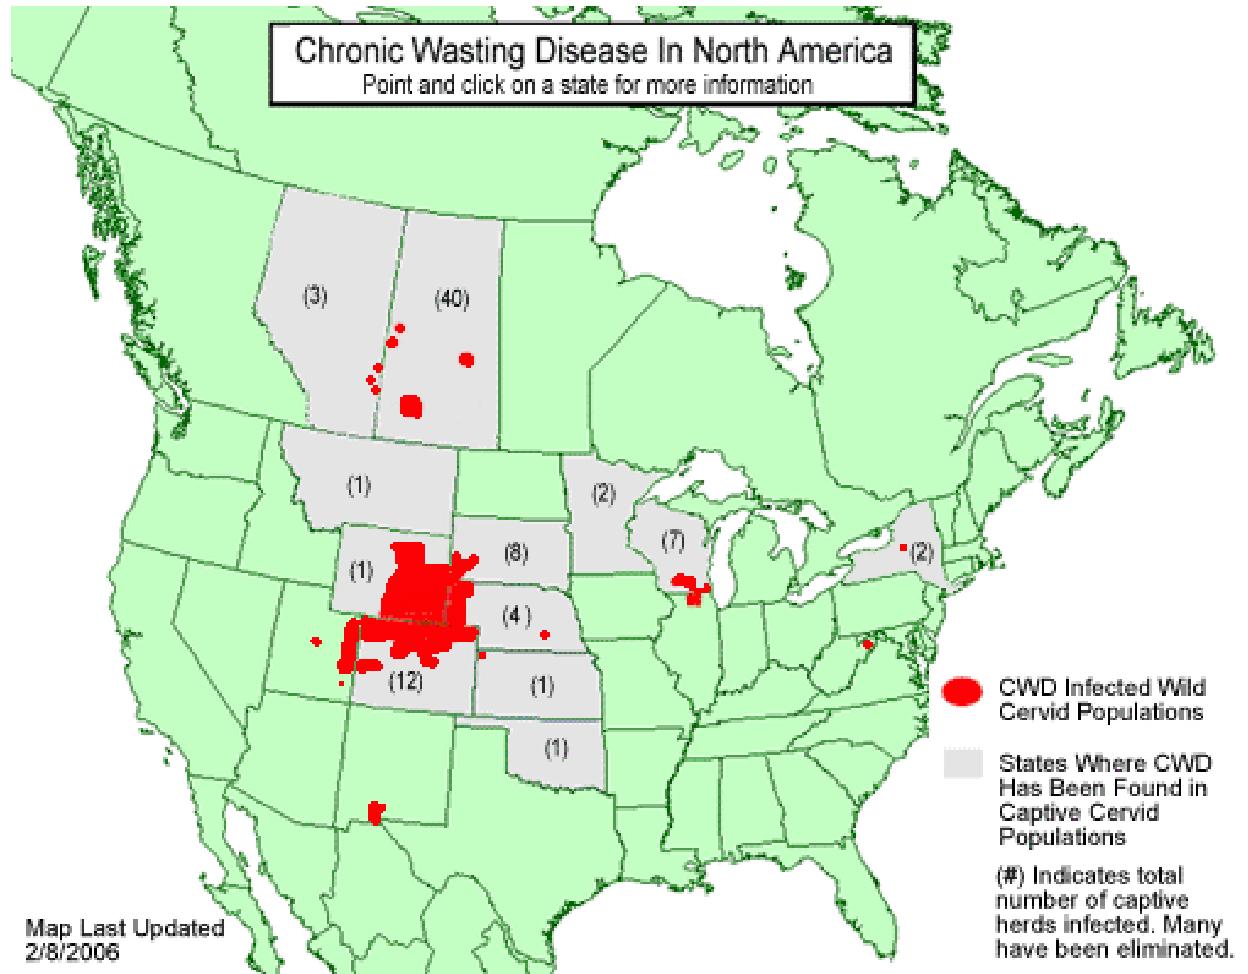 Chronic Wasting Disease In North America
Point and click on a state for more information
(3)
(40)
(1)
(2)
(7)
(8)
(2)
(1)
(4)
(12)
(1)
(1)
CWD Infected Wild
Cervid Populations
States Where CWD
Has Been Found in
Captive Cervid
Populations
(#) Indicates total
number of captive
herds infected. Many
have been eliminated.
Map Last Updated
2/8/2006